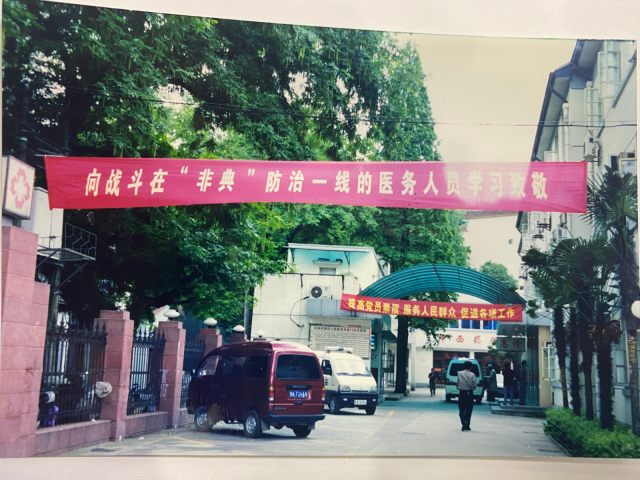 向战斗在“非典”防治一线的医务人员学习致敬
提高党员素质 服务人民群众 促进各项工作